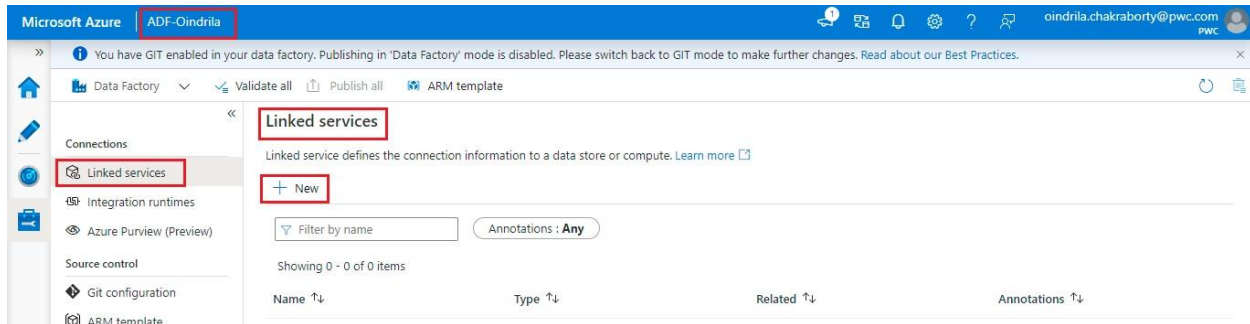 Microsoft Azure ADF-Oindrila oindrila.chakraborty@pwc.com
PWC
You have GIT enabled in your data factory. Publishing in 'Data Factory' mode is disabled. Please switch back to GIT mode to make further changes. Read about our Best Practices.
Data Factory Validate all Publish all ARM template
Connections
Linked services
Integration runtimes
Azure Purview (Preview)
Source control
Git configuration
ARM template
Linked services
Linked service defines the connection information to a data store or compute. Learn more
+ New
Filter by name Annotations : Any
Showing 0 - 0 of 0 items
Name Type Related Annotations